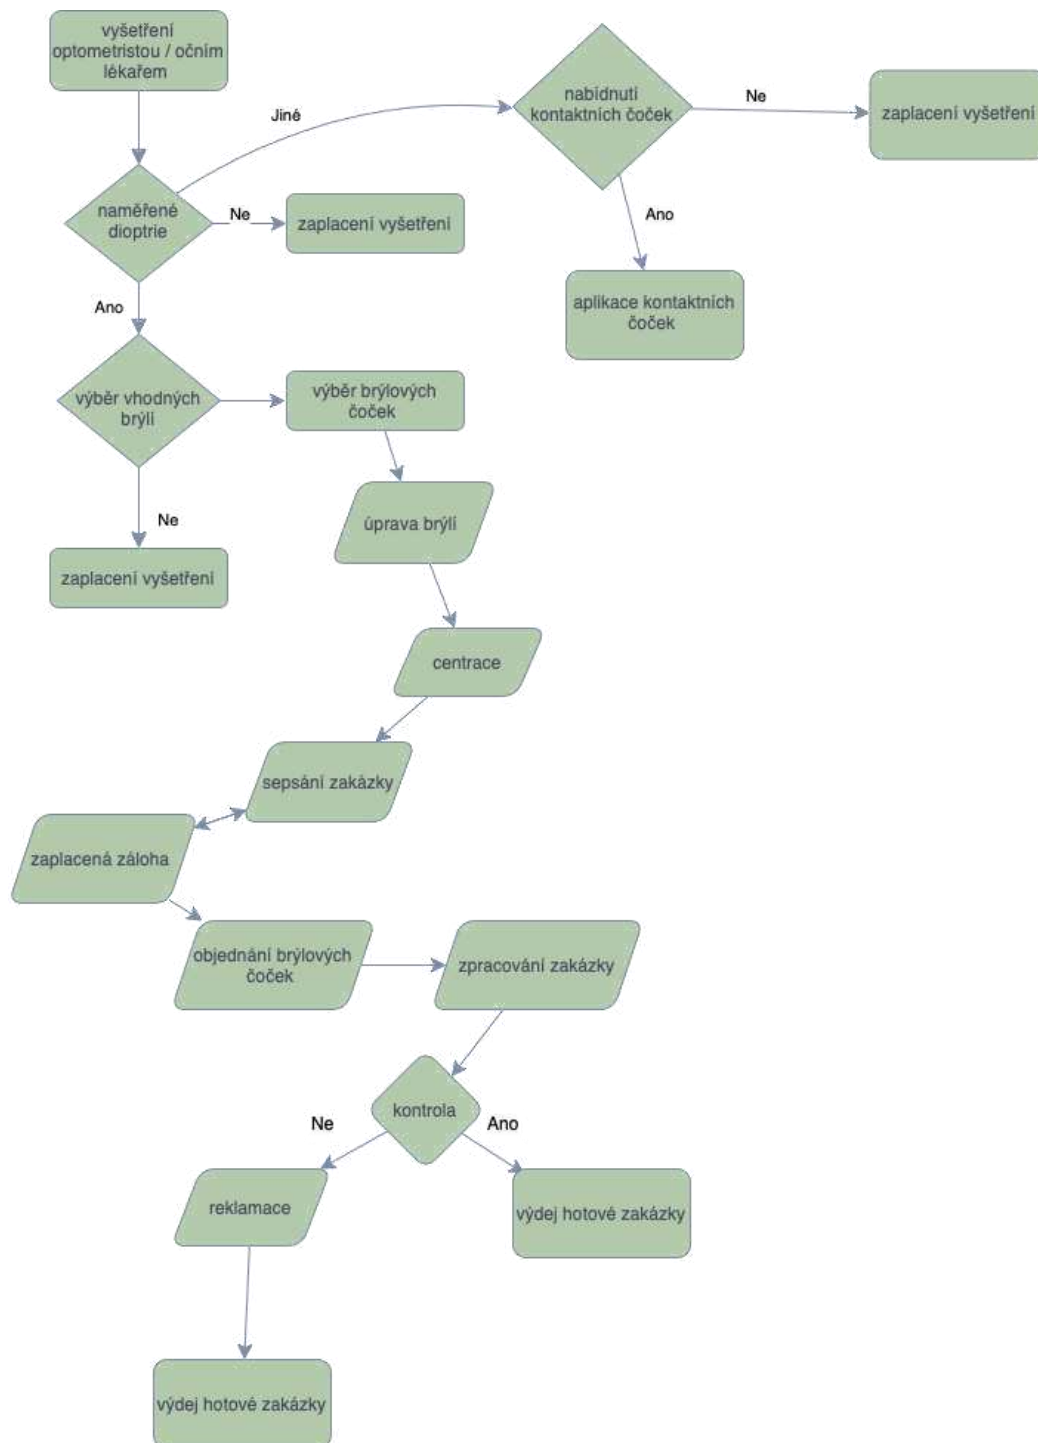 vyšetření
optometristou / očním
lékařem
nabídnutí
kontaktních čoček
Ne
zaplacení vyšetření
Jiné
naměřené
dioptrie
Ne
zaplacení vyšetření
Ano
aplikace kontaktních
čoček
Ano
výběr vhodných
brýlí
výběr brýlových
čoček
Ne
zaplacení vyšetření
úprava brýlí
centrace
sepsání zakázky
zaplacená záloha
objednání brýlových
čoček
zpracování zakázky
kontrola
Ne
Ano
reklamace
výdej hotové zakázky
výdej hotové zakázky